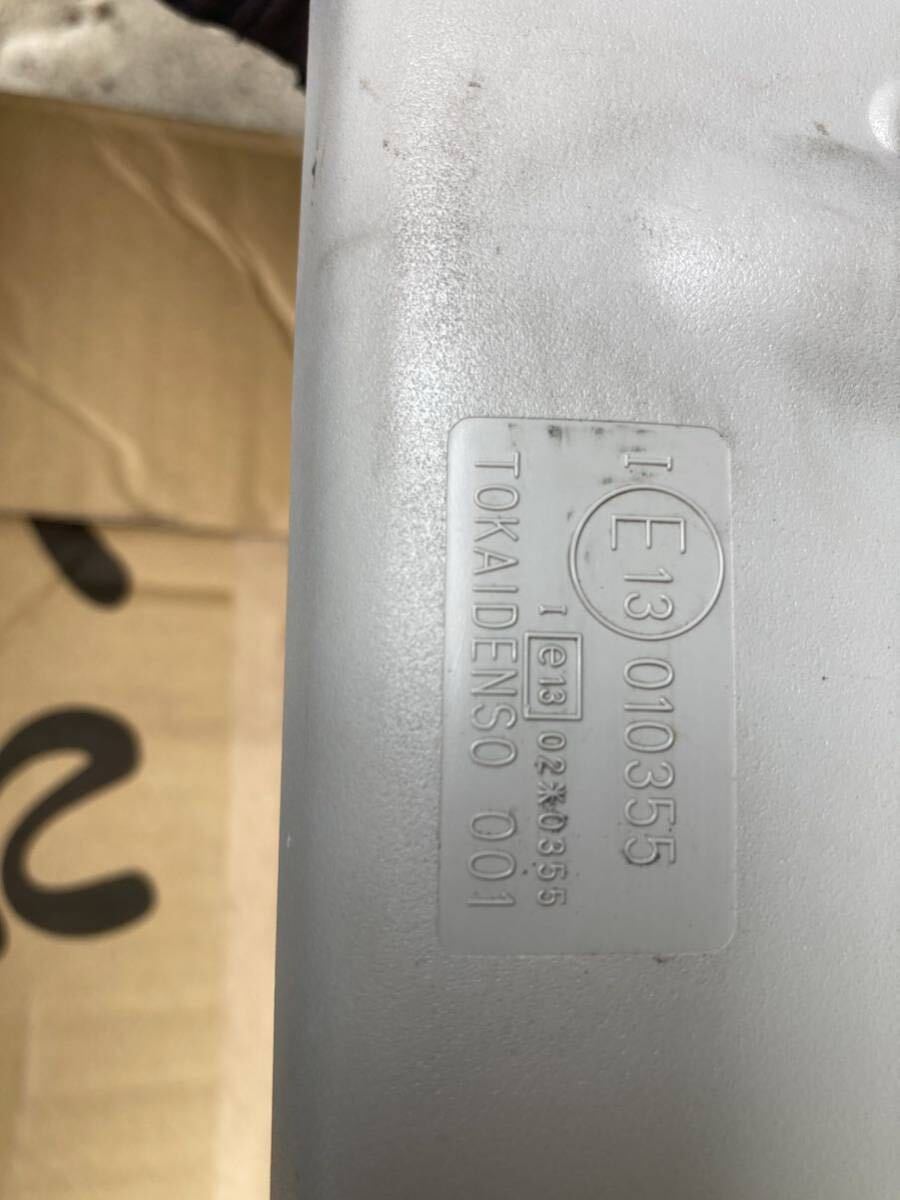 I E13 010355
I e13 02*0355
TOKAIDENSO 001